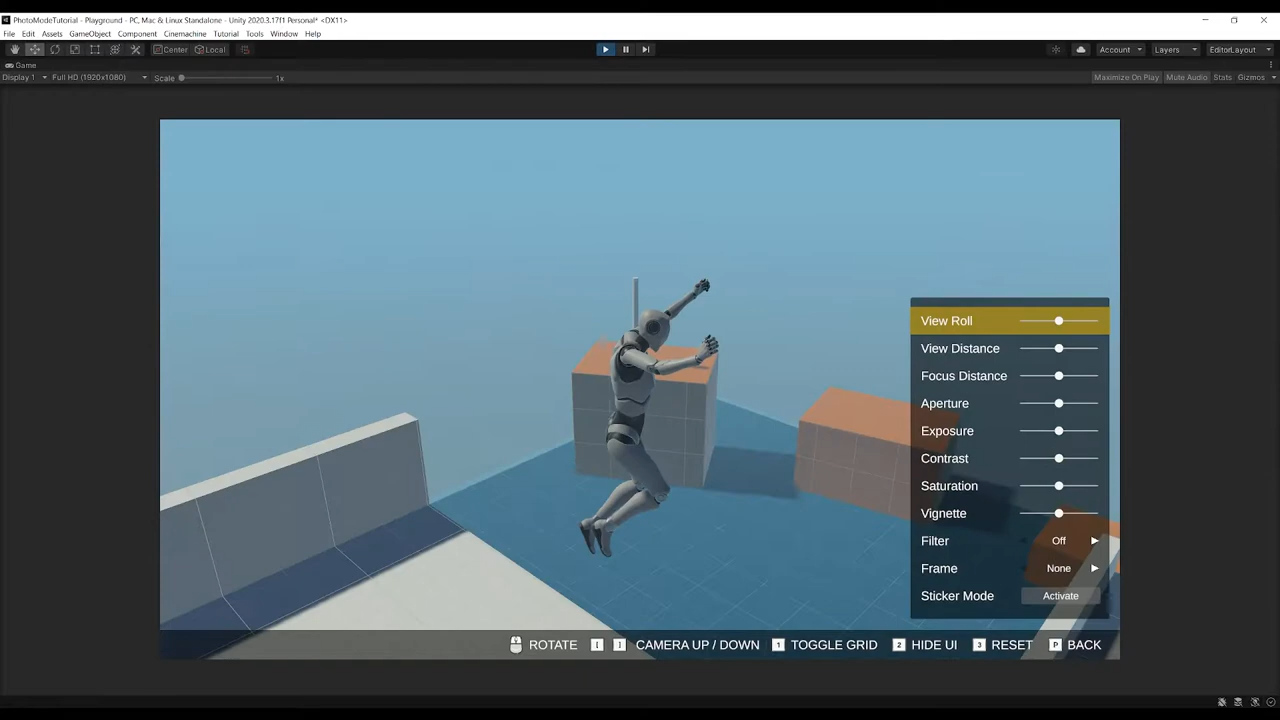 PhotoModeTutorial - Playground - PC, Mac & Linux Standalone - Unity 2020.3.17f1 Personal* <DX11>
File Edit Assets GameObject Component Cinemachine Tutorial Tools Window Help
Center Local Account Layers EditorLayout
Game
Display 1 Full HD (1920x1080) Scale 1x Maximize On Play Mute Audio Stats Gizmos
View Roll
View Distance
Focus Distance
Aperture
Exposure
Contrast
Saturation
Vignette
Filter Off
Frame None
Sticker Mode Activate
ROTATE [ ] CAMERA UP / DOWN 1 TOGGLE GRID 2 HIDE UI 3 RESET P BACK